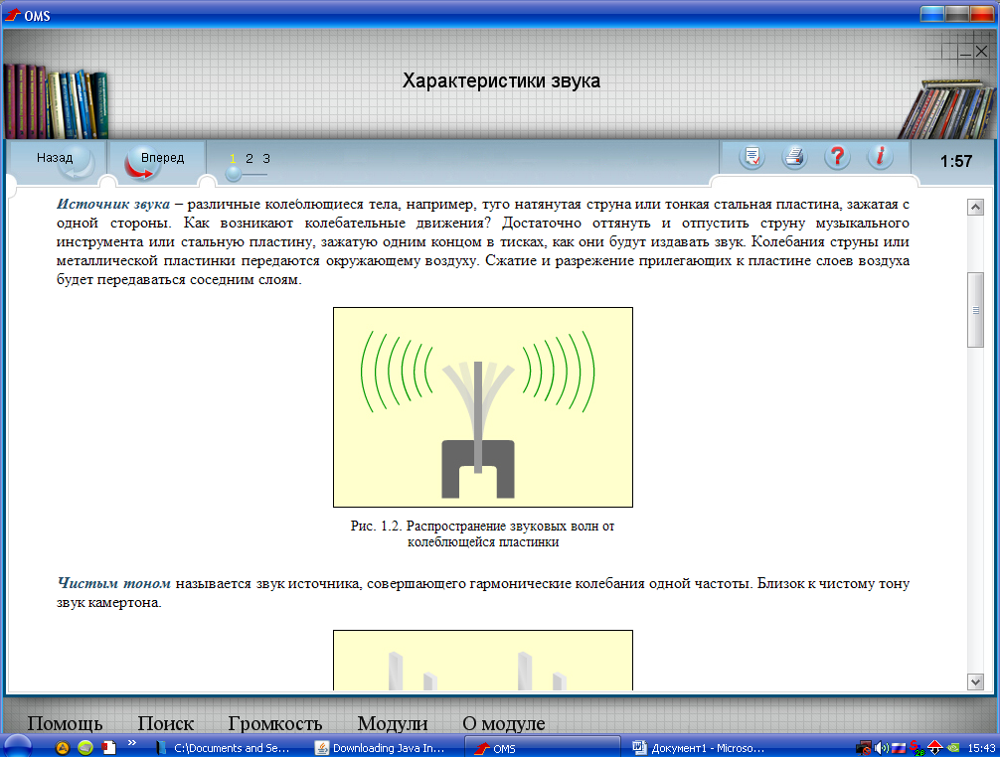 OMS
Характеристики звука
Назад
Вперед
1 2 3
1:57
Источник звука – различные колеблющиеся тела, например, туго натянутая струна или тонкая стальная пластина, зажатая с
одной стороны. Как возникают колебательные движения? Достаточно оттянуть и отпустить струну музыкального
инструмента или стальную пластину, зажатую одним концом в тисках, как они будут издавать звук. Колебания струны или
металлической пластинки передаются окружающему воздуху. Сжатие и разрежение прилегающих к пластине слоев воздуха
будет передаваться соседним слоям.
Рис. 1.2. Распространение звуковых волн от
колеблющейся пластинки
Чистым тоном называется звук источника, совершающего гармонические колебания одной частоты. Близок к чистому тону
звук камертона.
Помощь Поиск Громкость Модули О модуле
C:\Documents and Se... Downloading Java In... OMS Документ1 - Microso... 15:43